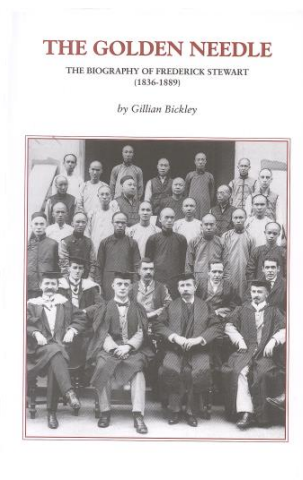 THE GOLDEN NEEDLE
THE BIOGRAPHY OF FREDERICK STEWART
(1836-1889)
by Gillian Bickley